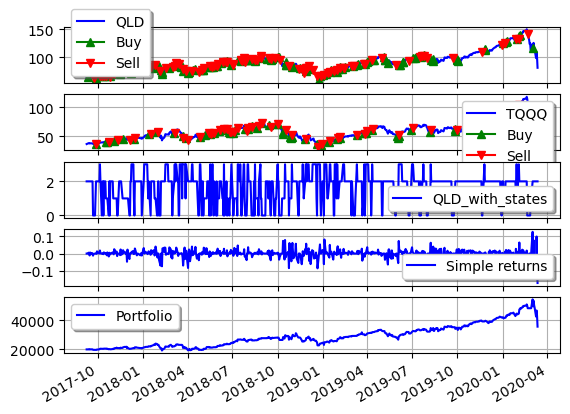 QLD
Buy
Sell
150
100
TQQQ
Buy
Sell
100
50
QLD_with_states
2
0
Simple returns
0.1
0.0
−0.1
Portfolio
40000
20000
2017-10
2018-01
2018-04
2018-07
2018-10
2019-01
2019-04
2019-07
2019-10
2020-01
2020-04